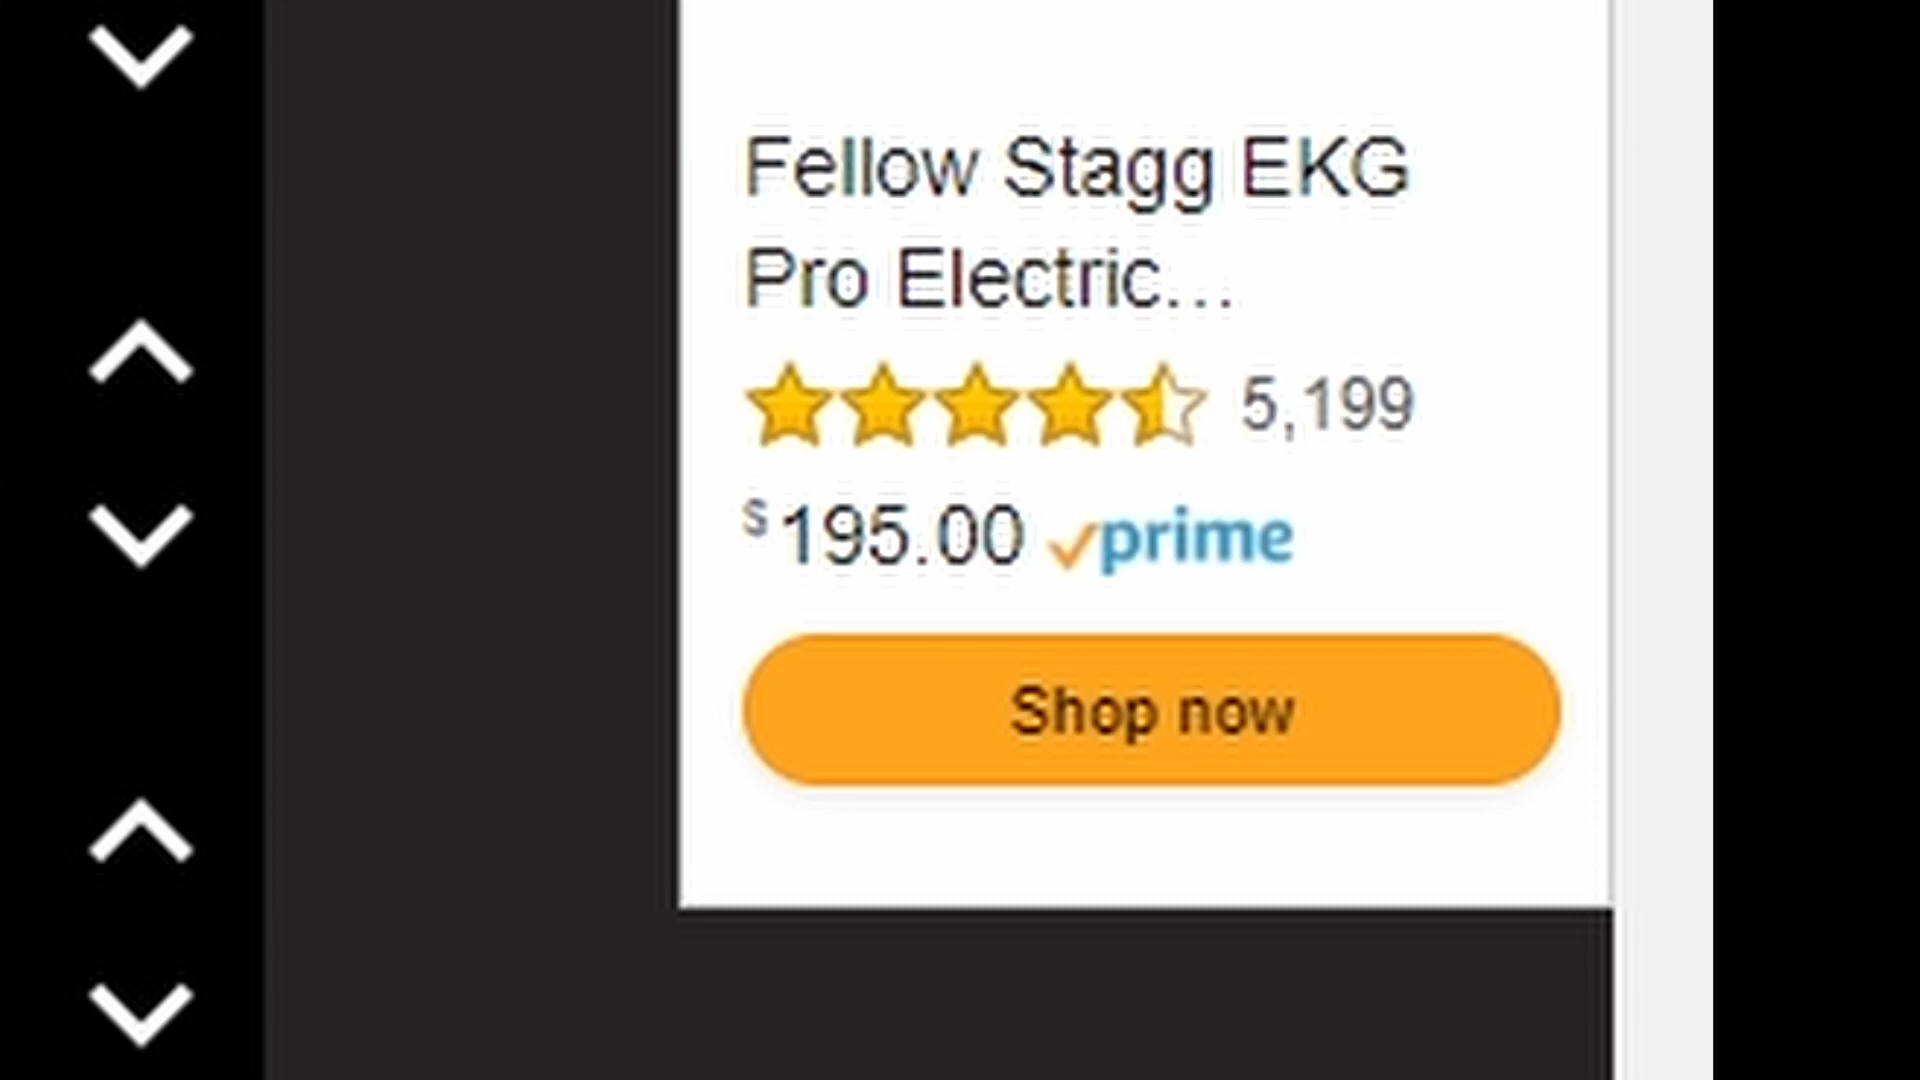 Fellow Stagg EKG
Pro Electric...
5,199
$195.00 prime
Shop now